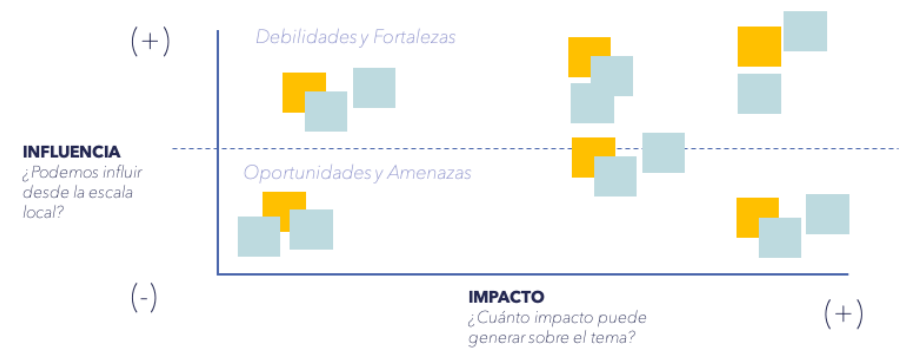 (+)
Debilidades y Fortalezas
INFLUENCIA
¿Podemos influir
desde la escala
local?
Oportunidades y Amenazas
(-)
IMPACTO
¿Cuánto impacto puede
generar sobre el tema?
(+)